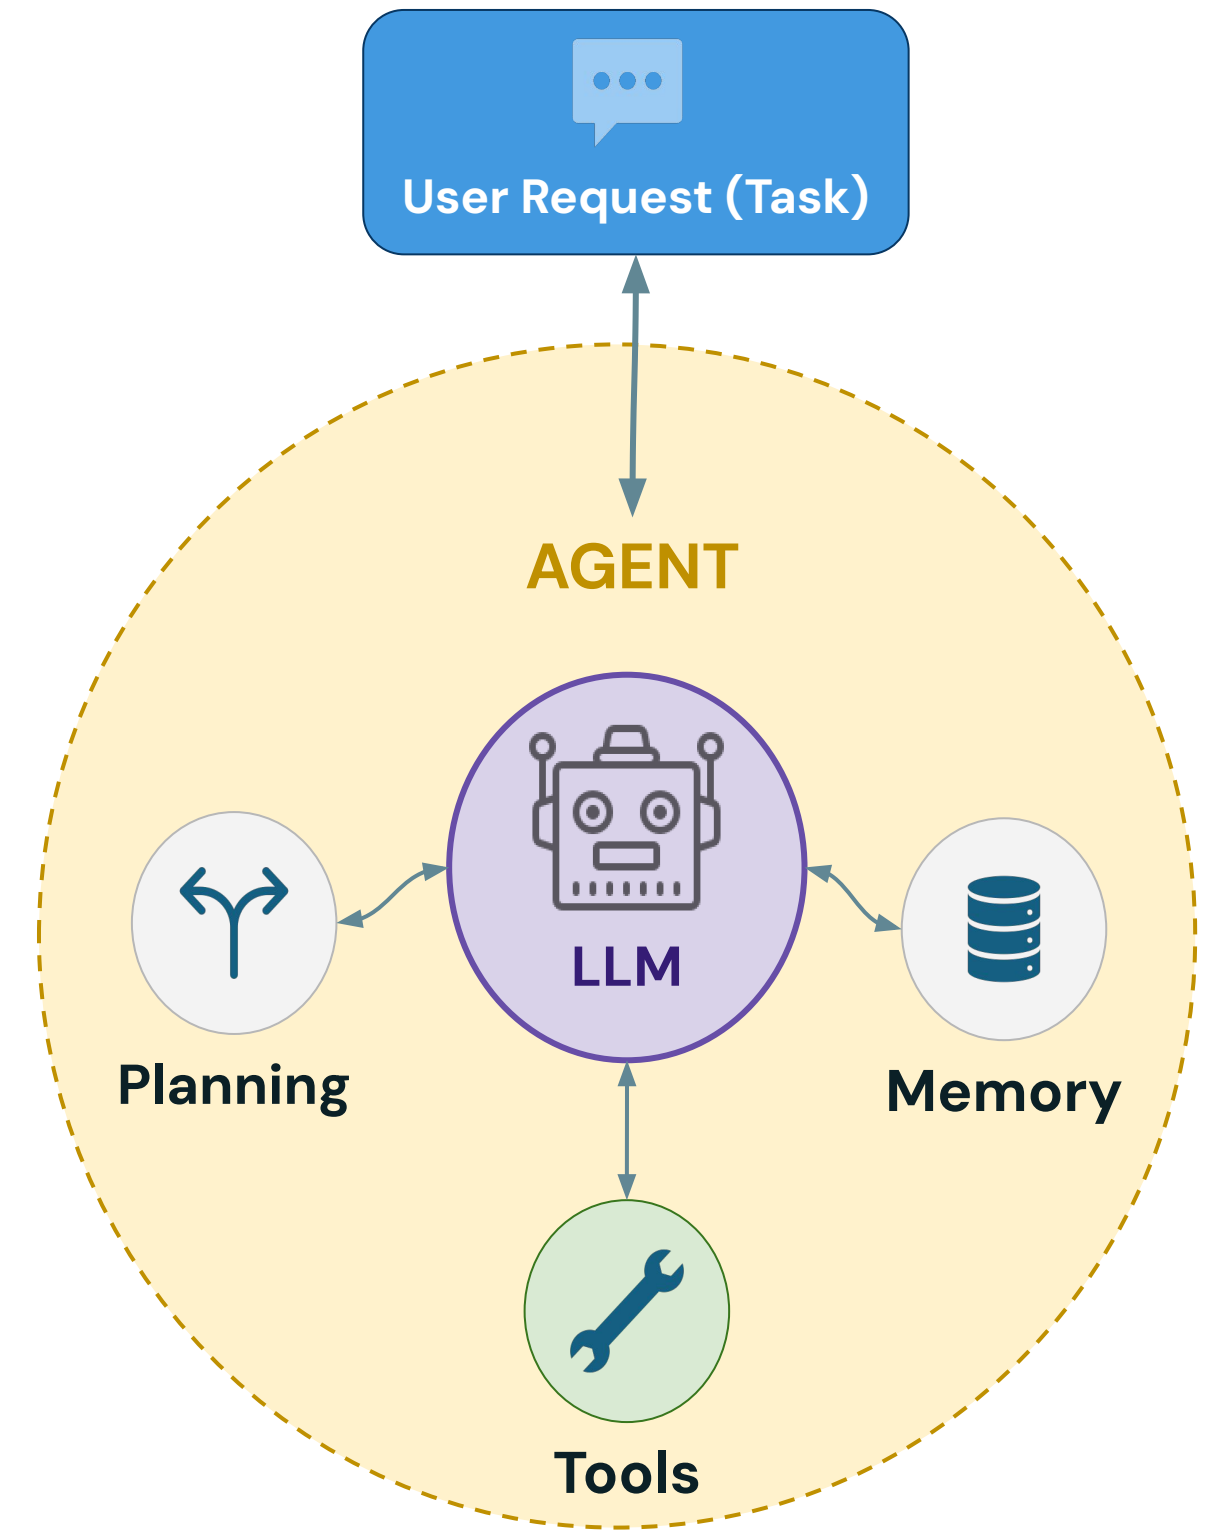 User Request (Task)
AGENT
LLM
Planning
Memory
Tools